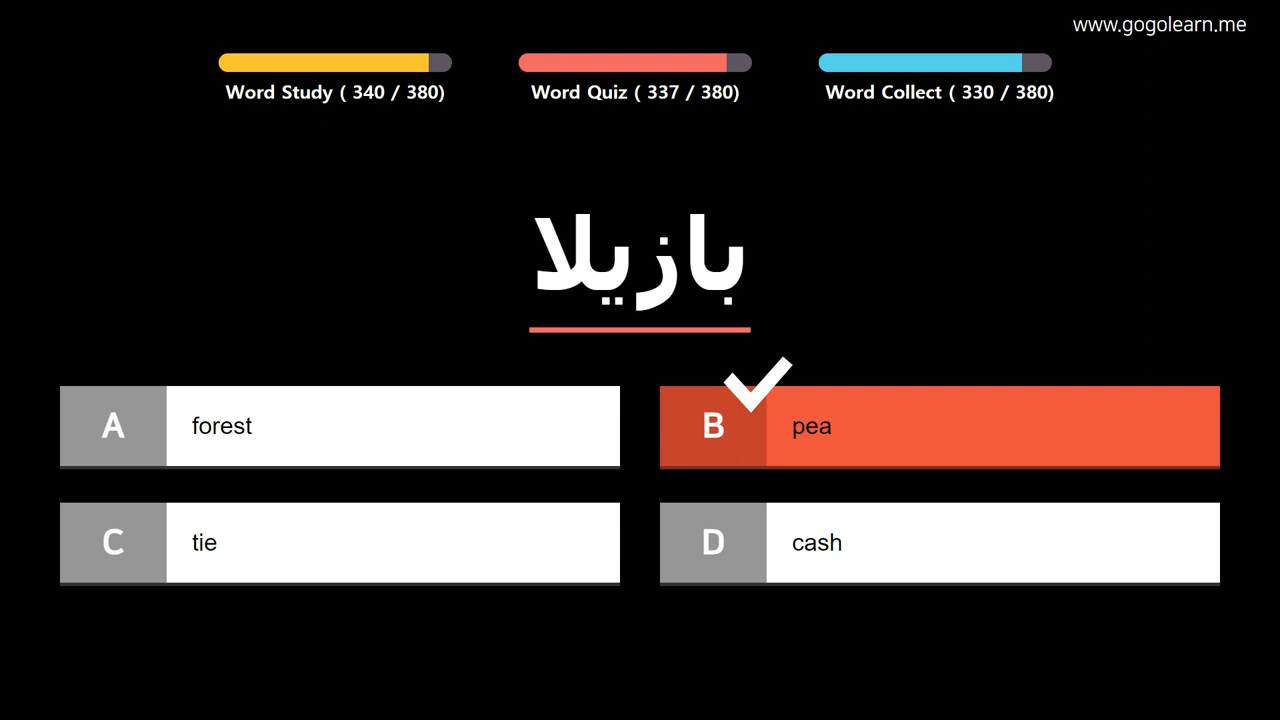 www.gogolearn.me
Word Study ( 340 / 380)
Word Quiz ( 337 / 380)
Word Collect ( 330 / 380)
بازيلا
A forest
B pea
C tie
D cash